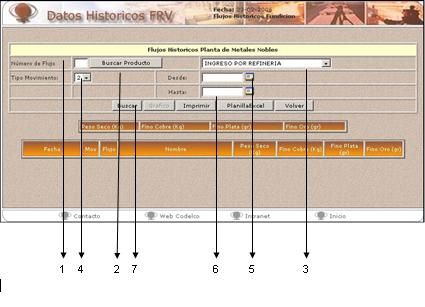 Datos Historicos FRV
Fecha: 22-02-2006
Flujos Historicos Fundicion
Flujos Historicos Planta de Metales Nobles
Número de Flujo
Buscar Producto
INGRESO POR REFINERIA
Tipo Movimiento:
2
Desde:
Hasta:
Buscar Grafico Imprimir PlanillaExcel Volver
Peso Seco (Kg) Fino Cobre (Kg) Fino Plata (gr) Fino Oro (gr)
Fecha Mov Flujo Nombre Peso Seco (Kg) Fino Cobre (Kg) Fino Plata (gr) Fino Oro (gr)
Contacto Web Codelco Intranet Inicio
1 4 2 7 6 5 3